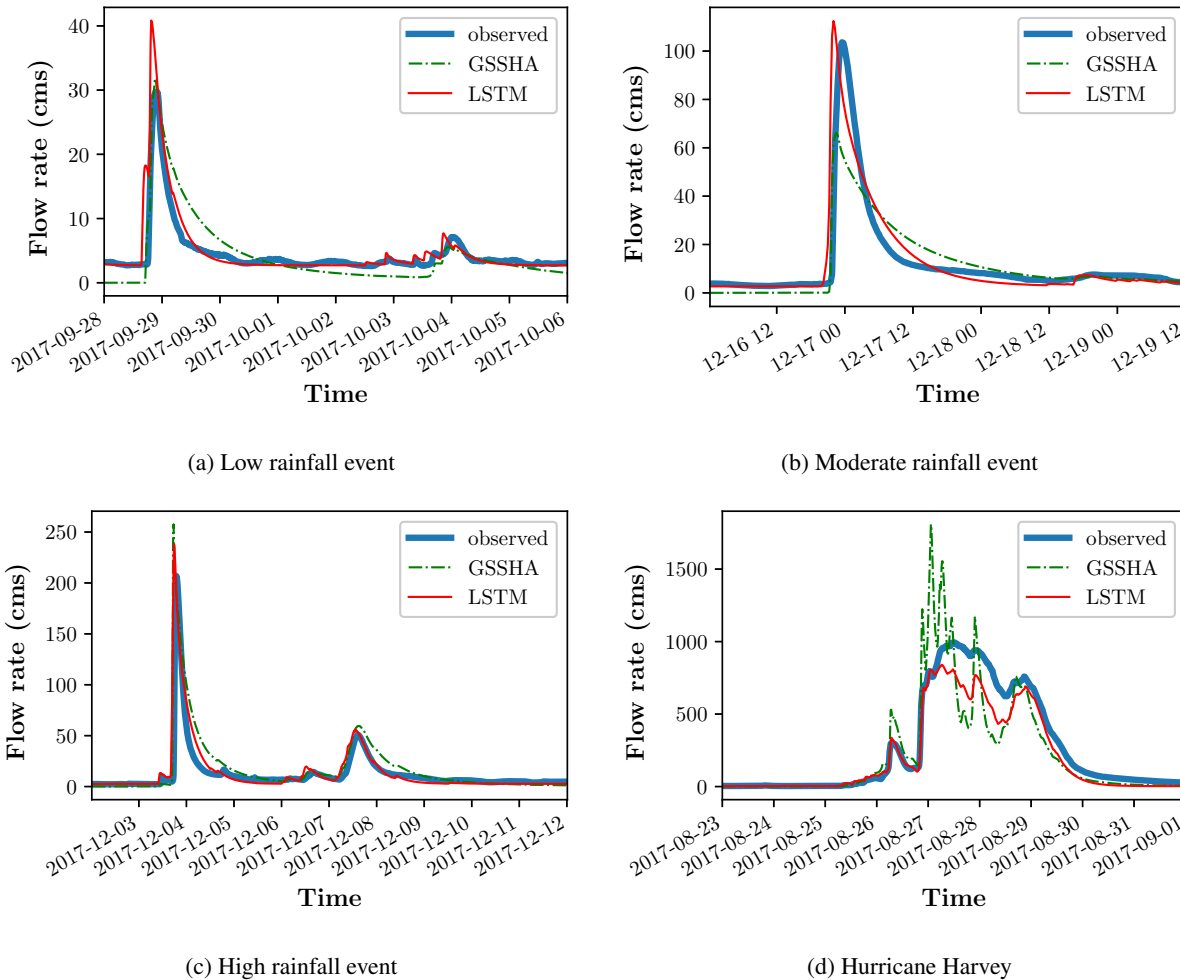 40
30
20
10
0
Flow rate (cms)
observed
GSSHA
LSTM
2017-09-28
2017-09-29
2017-09-30
2017-10-01
2017-10-02
2017-10-03
2017-10-04
2017-10-05
2017-10-06
Time
(a) Low rainfall event
100
80
60
40
20
0
Flow rate (cms)
observed
GSSHA
LSTM
12-16 12
12-17 00
12-17 12
12-18 00
12-18 12
12-19 00
12-19 12
Time
(b) Moderate rainfall event
250
200
150
100
50
0
Flow rate (cms)
observed
GSSHA
LSTM
2017-12-03
2017-12-04
2017-12-05
2017-12-06
2017-12-07
2017-12-08
2017-12-09
2017-12-10
2017-12-11
2017-12-12
Time
(c) High rainfall event
1500
1000
500
0
Flow rate (cms)
observed
GSSHA
LSTM
2017-08-23
2017-08-24
2017-08-25
2017-08-26
2017-08-27
2017-08-28
2017-08-29
2017-08-30
2017-08-31
2017-09-01
Time
(d) Hurricane Harvey